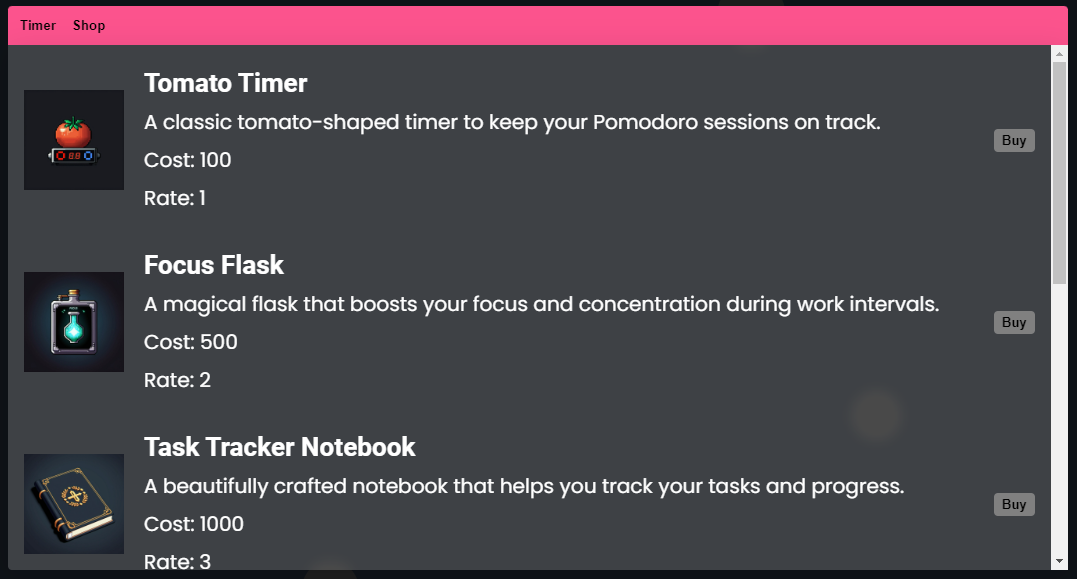 Timer Shop
Tomato Timer
A classic tomato-shaped timer to keep your Pomodoro sessions on track.
Cost: 100
Rate: 1
Buy
Focus Flask
A magical flask that boosts your focus and concentration during work intervals.
Cost: 500
Rate: 2
Buy
Task Tracker Notebook
A beautifully crafted notebook that helps you track your tasks and progress.
Cost: 1000
Rate: 3
Buy